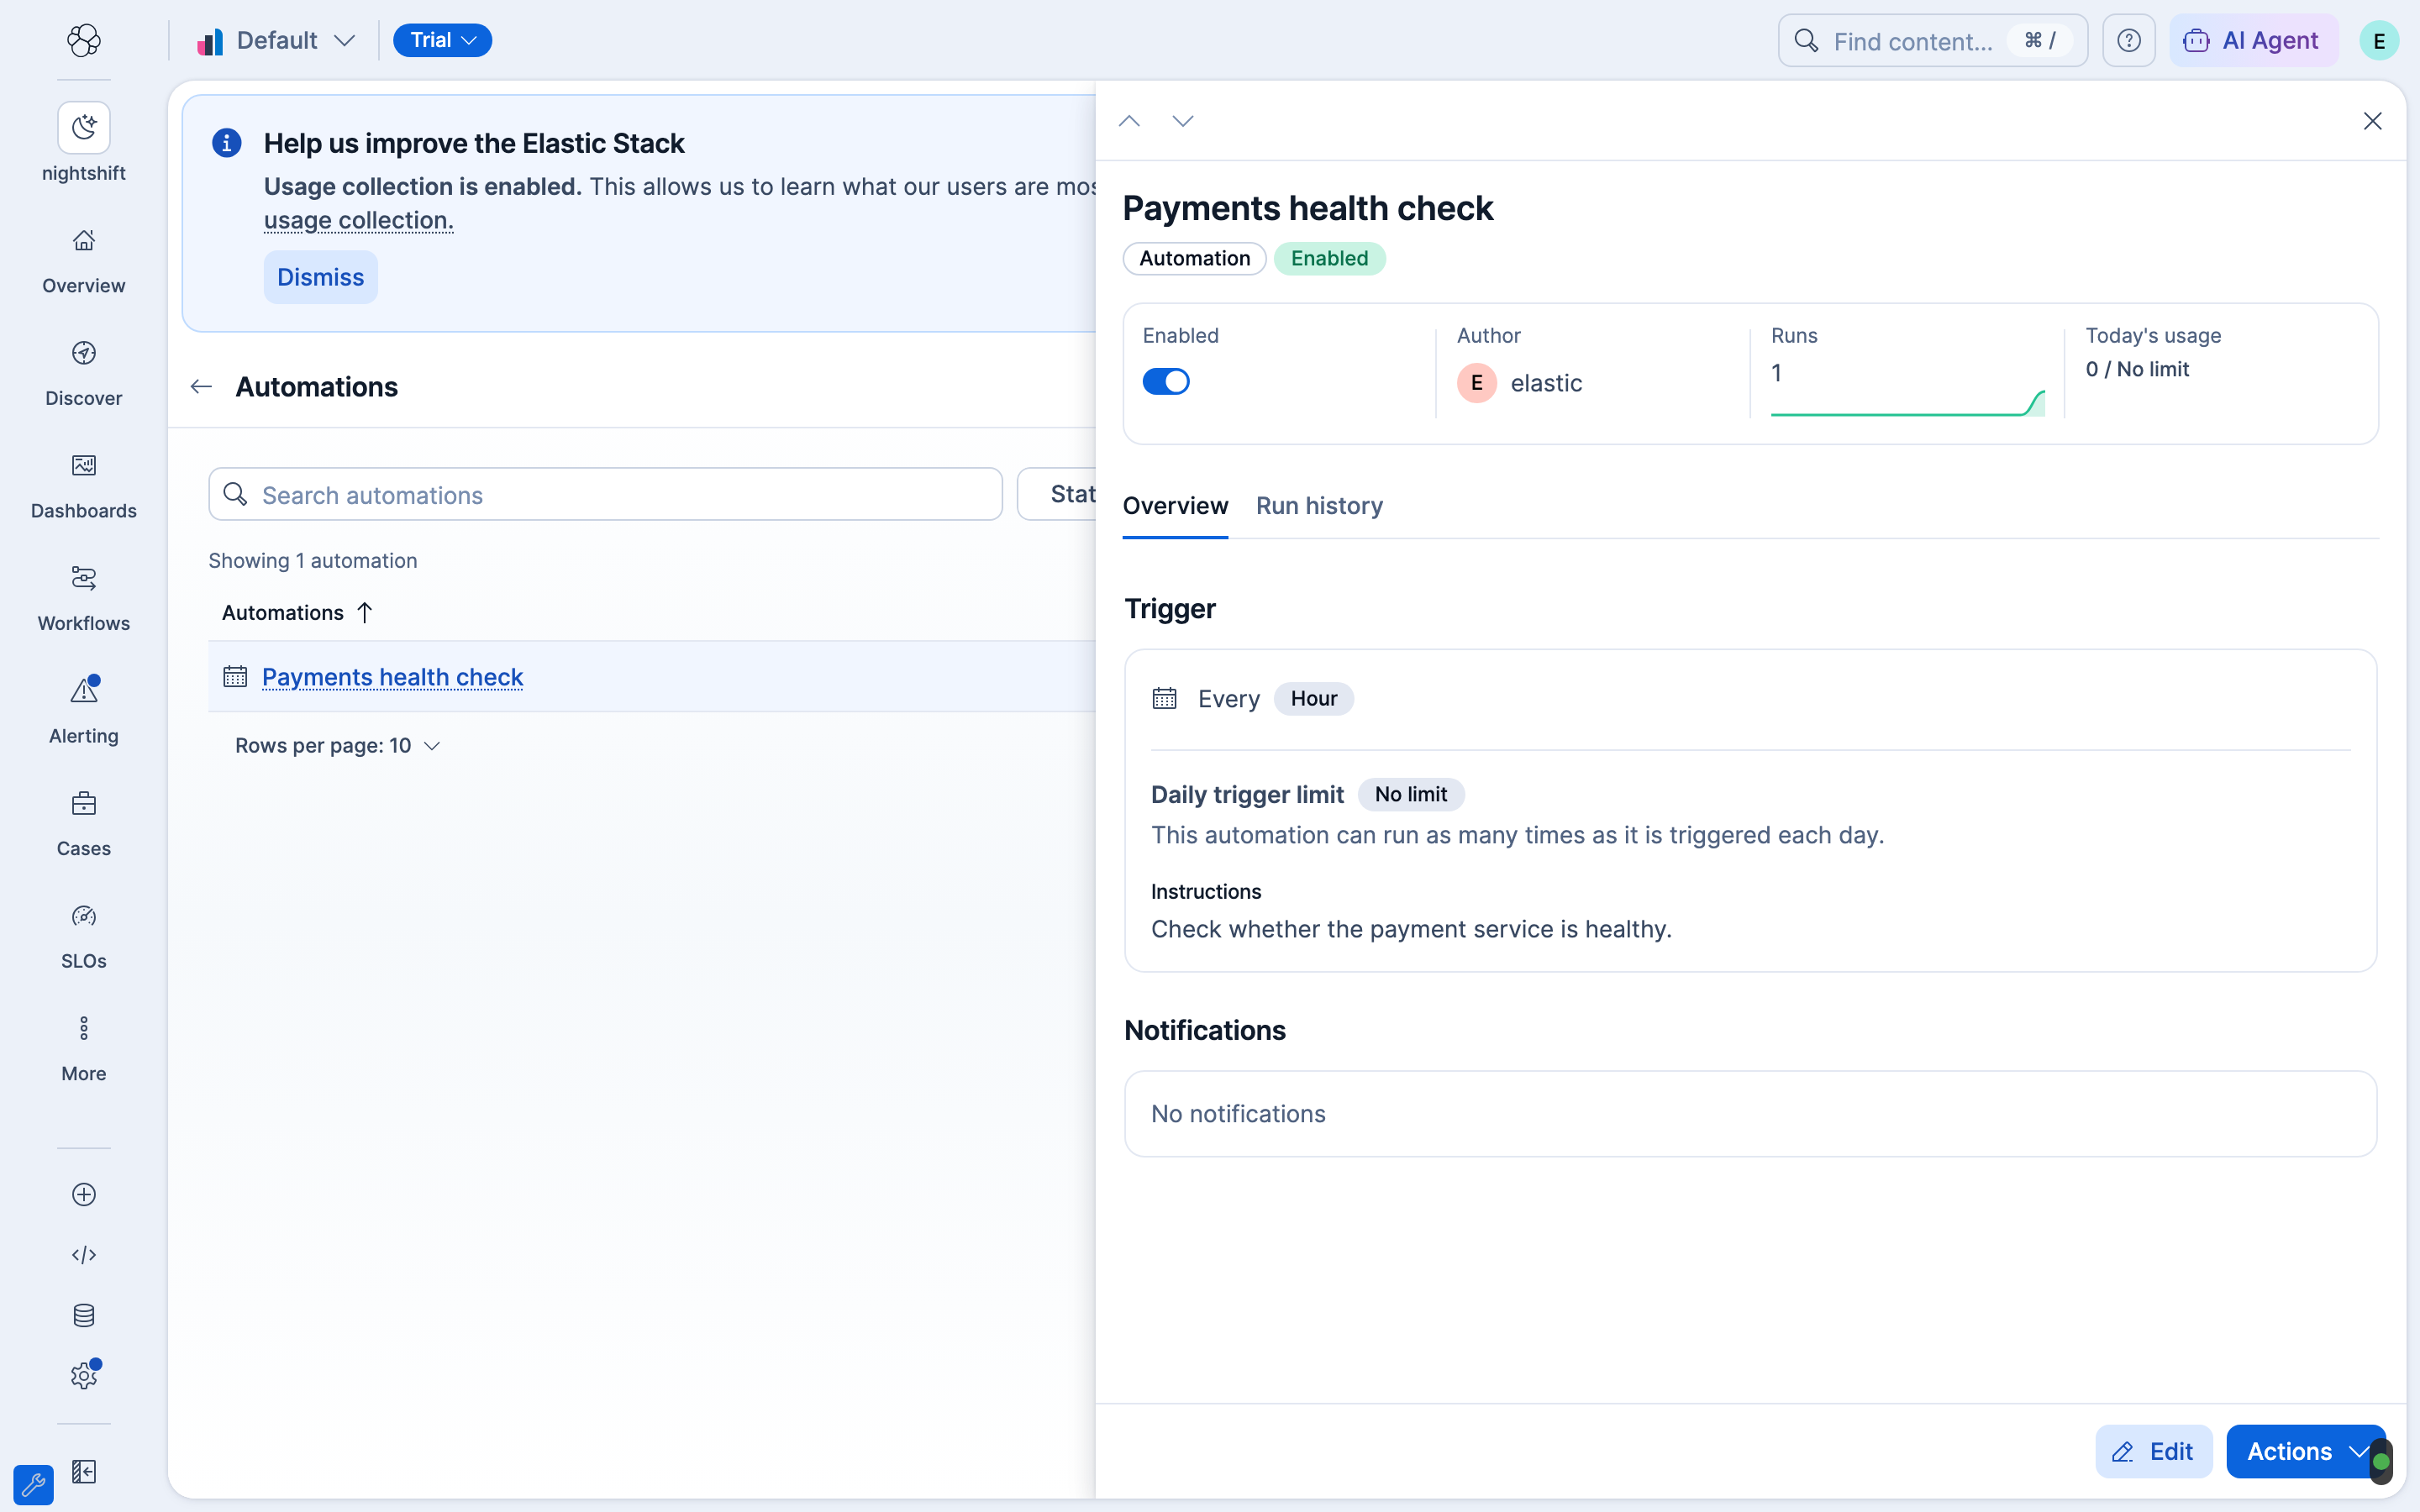 Default
Trial
Find content...
⌘ /
AI Agent
E
nightshift
Overview
Discover
Dashboards
Workflows
Alerting
Cases
SLOs
More
Help us improve the Elastic Stack
Usage collection is enabled. This allows us to learn what our users are mos
usage collection.
Dismiss
Automations
Search automations
Stat
Showing 1 automation
Automations
Payments health check
Rows per page: 10
Payments health check
Automation
Enabled
Enabled
Author
E
elastic
Runs
1
Today's usage
0 / No limit
Overview
Run history
Trigger
Every
Hour
Daily trigger limit
No limit
This automation can run as many times as it is triggered each day.
Instructions
Check whether the payment service is healthy.
Notifications
No notifications
Edit
Actions